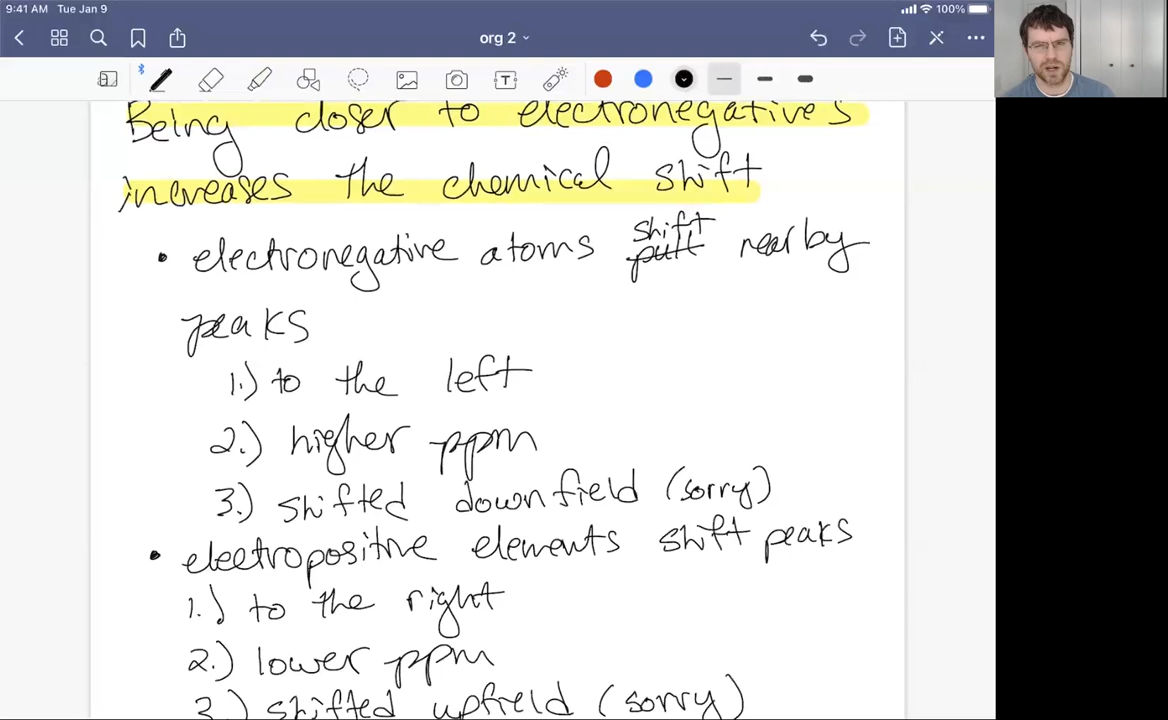 9:41 AM Tue Jan 9
100%
org 2
Being closer to electronegative's
increases the chemical shift
• electronegative atoms shift pull nearby
peaks
1.) to the left
2.) higher ppm
3.) shifted downfield (sorry)
• electropositive elements shift peaks
1.) to the right
2.) lower ppm
3.) shifted upfield (sorry)